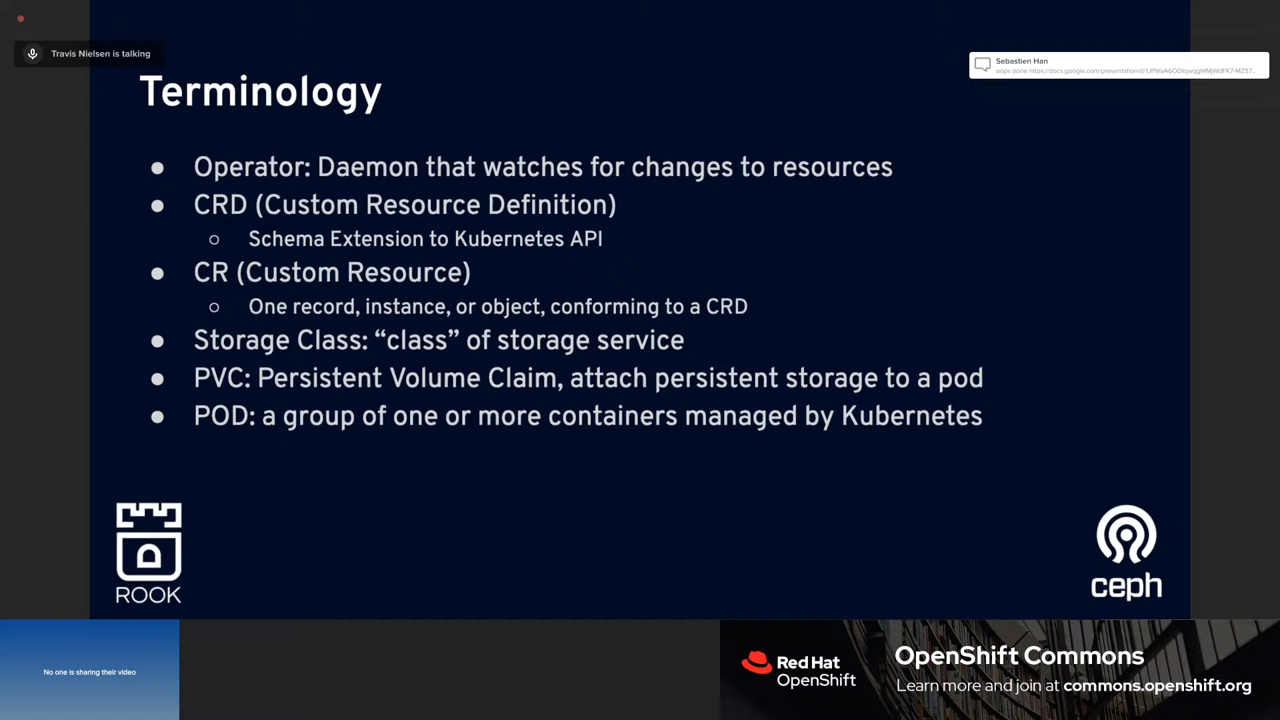 Travis Nielsen is talking
Sebastien Han
Terminology
● Operator: Daemon that watches for changes to resources
● CRD (Custom Resource Definition)
○ Schema Extension to Kubernetes API
● CR (Custom Resource)
○ One record, instance, or object, conforming to a CRD
● Storage Class: “class” of storage service
● PVC: Persistent Volume Claim, attach persistent storage to a pod
● POD: a group of one or more containers managed by Kubernetes
ROOK
ceph
No one is sharing their video
Red Hat
OpenShift
OpenShift Commons
Learn more and join at commons.openshift.org